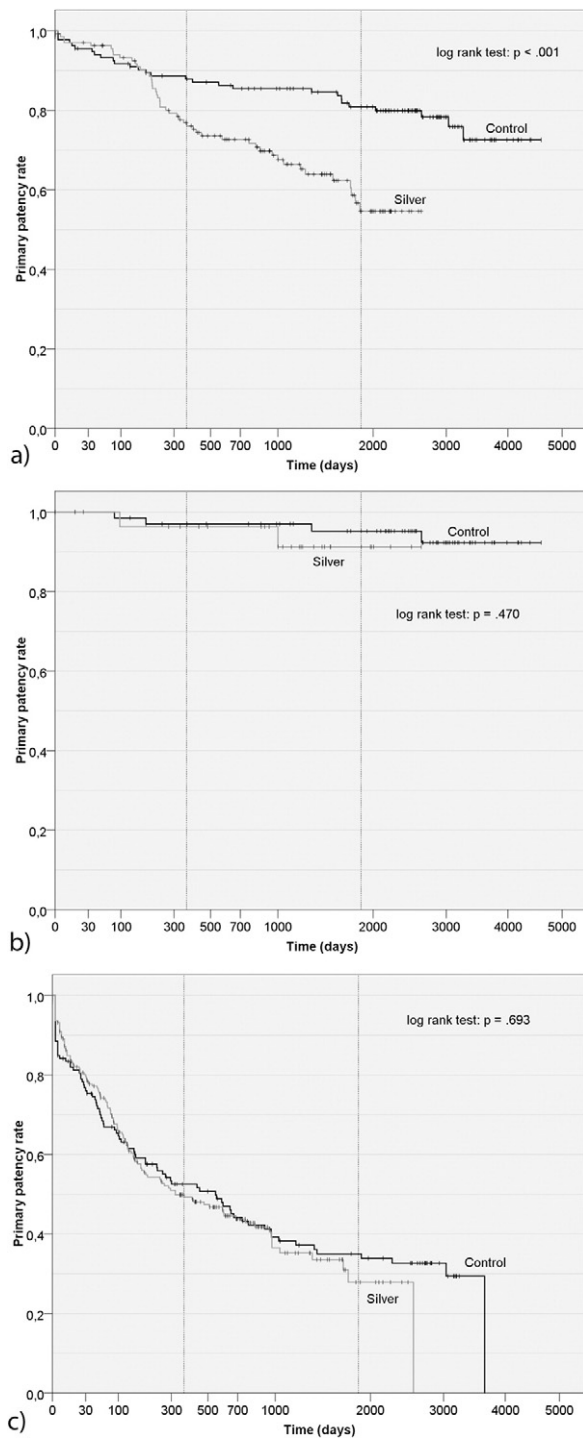 1,0
log rank test: p < .001
0,8
Control
0,6
Silver
Primary patency rate
0,4
0,2
0,0
0 30 100 300 500 700 1000 2000 3000 4000 5000
Time (days)
a)
1,0
Control
Silver
0,8
log rank test: p = .470
0,6
Primary patency rate
0,4
0,2
0,0
0 30 100 300 500 700 1000 2000 3000 4000 5000
Time (days)
b)
1,0
log rank test: p = .693
0,8
0,6
Primary patency rate
0,4
Control
Silver
0,2
0,0
0 30 100 300 500 700 1000 2000 3000 4000 5000
Time (days)
c)